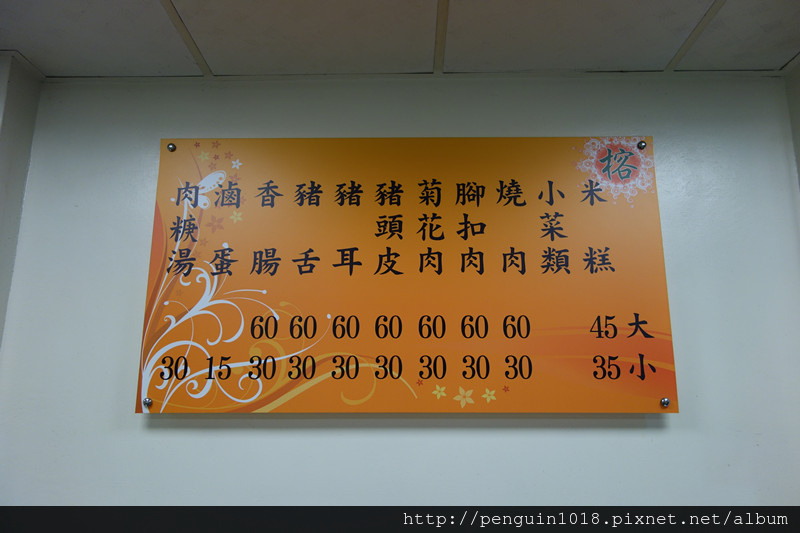 榕
大 小
米糕 45 35
小菜類
燒肉 60 30
腳扣肉 60 30
菊花肉 60 30
豬頭皮 60 30
豬耳 60 30
豬舌 60 30
香腸 60 30
滷蛋 15
肉糠湯 30
http://penguin1018.pixnet.net/album